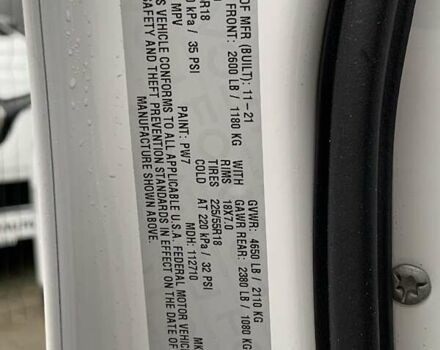 OF MFR (BUILT): 11-21 GVWR: 4650 LB / 2110 KG
FRONT: 2600 LB / 1180 KG GAWR REAR: 2380 LB / 1080 KG
WITH 18X7.0
RIMS 225/55R18
TIRES AT 220 kPa / 32 PSI
COLD
R18
kPa / 35 PSI
MPV PAINT: PW7 MDH: 112710
VEHICLE CONFORMS TO ALL APPLICABLE U.S.A. FEDERAL MOTOR VEHICLE
SAFETY AND THEFT PREVENTION STANDARDS IN EFFECT ON THE DATE OF
MANUFACTURE SHOWN ABOVE.